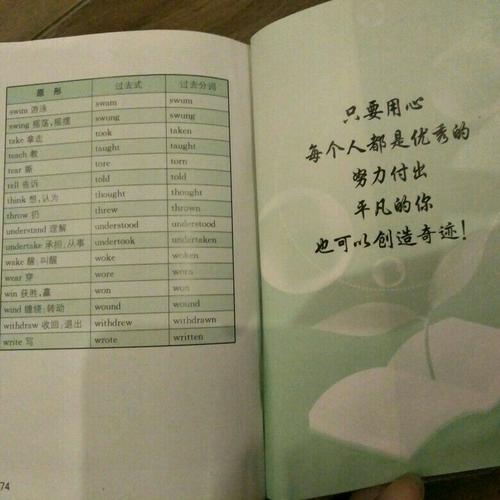 原 形 过去式 过去分词
swim 游泳 swam swum
swing 摇荡,摇摆 swung swung
take 拿走 took taken
teach 教 taught taught
tear 撕 tore torn
tell 告诉 told told
think 想,认为 thought thought
throw 扔 threw thrown
understand 理解 understood understood
undertake 承担;从事 undertook undertaken
wake 醒;叫醒 woke woken
wear 穿 wore worn
win 获胜,赢 won won
wind 缠绕;转动 wound wound
withdraw 收回;退出 withdrew withdrawn
write 写 wrote written
74
只要用心
每个人都是优秀的
努力付出
平凡的你
也可以创造奇迹!